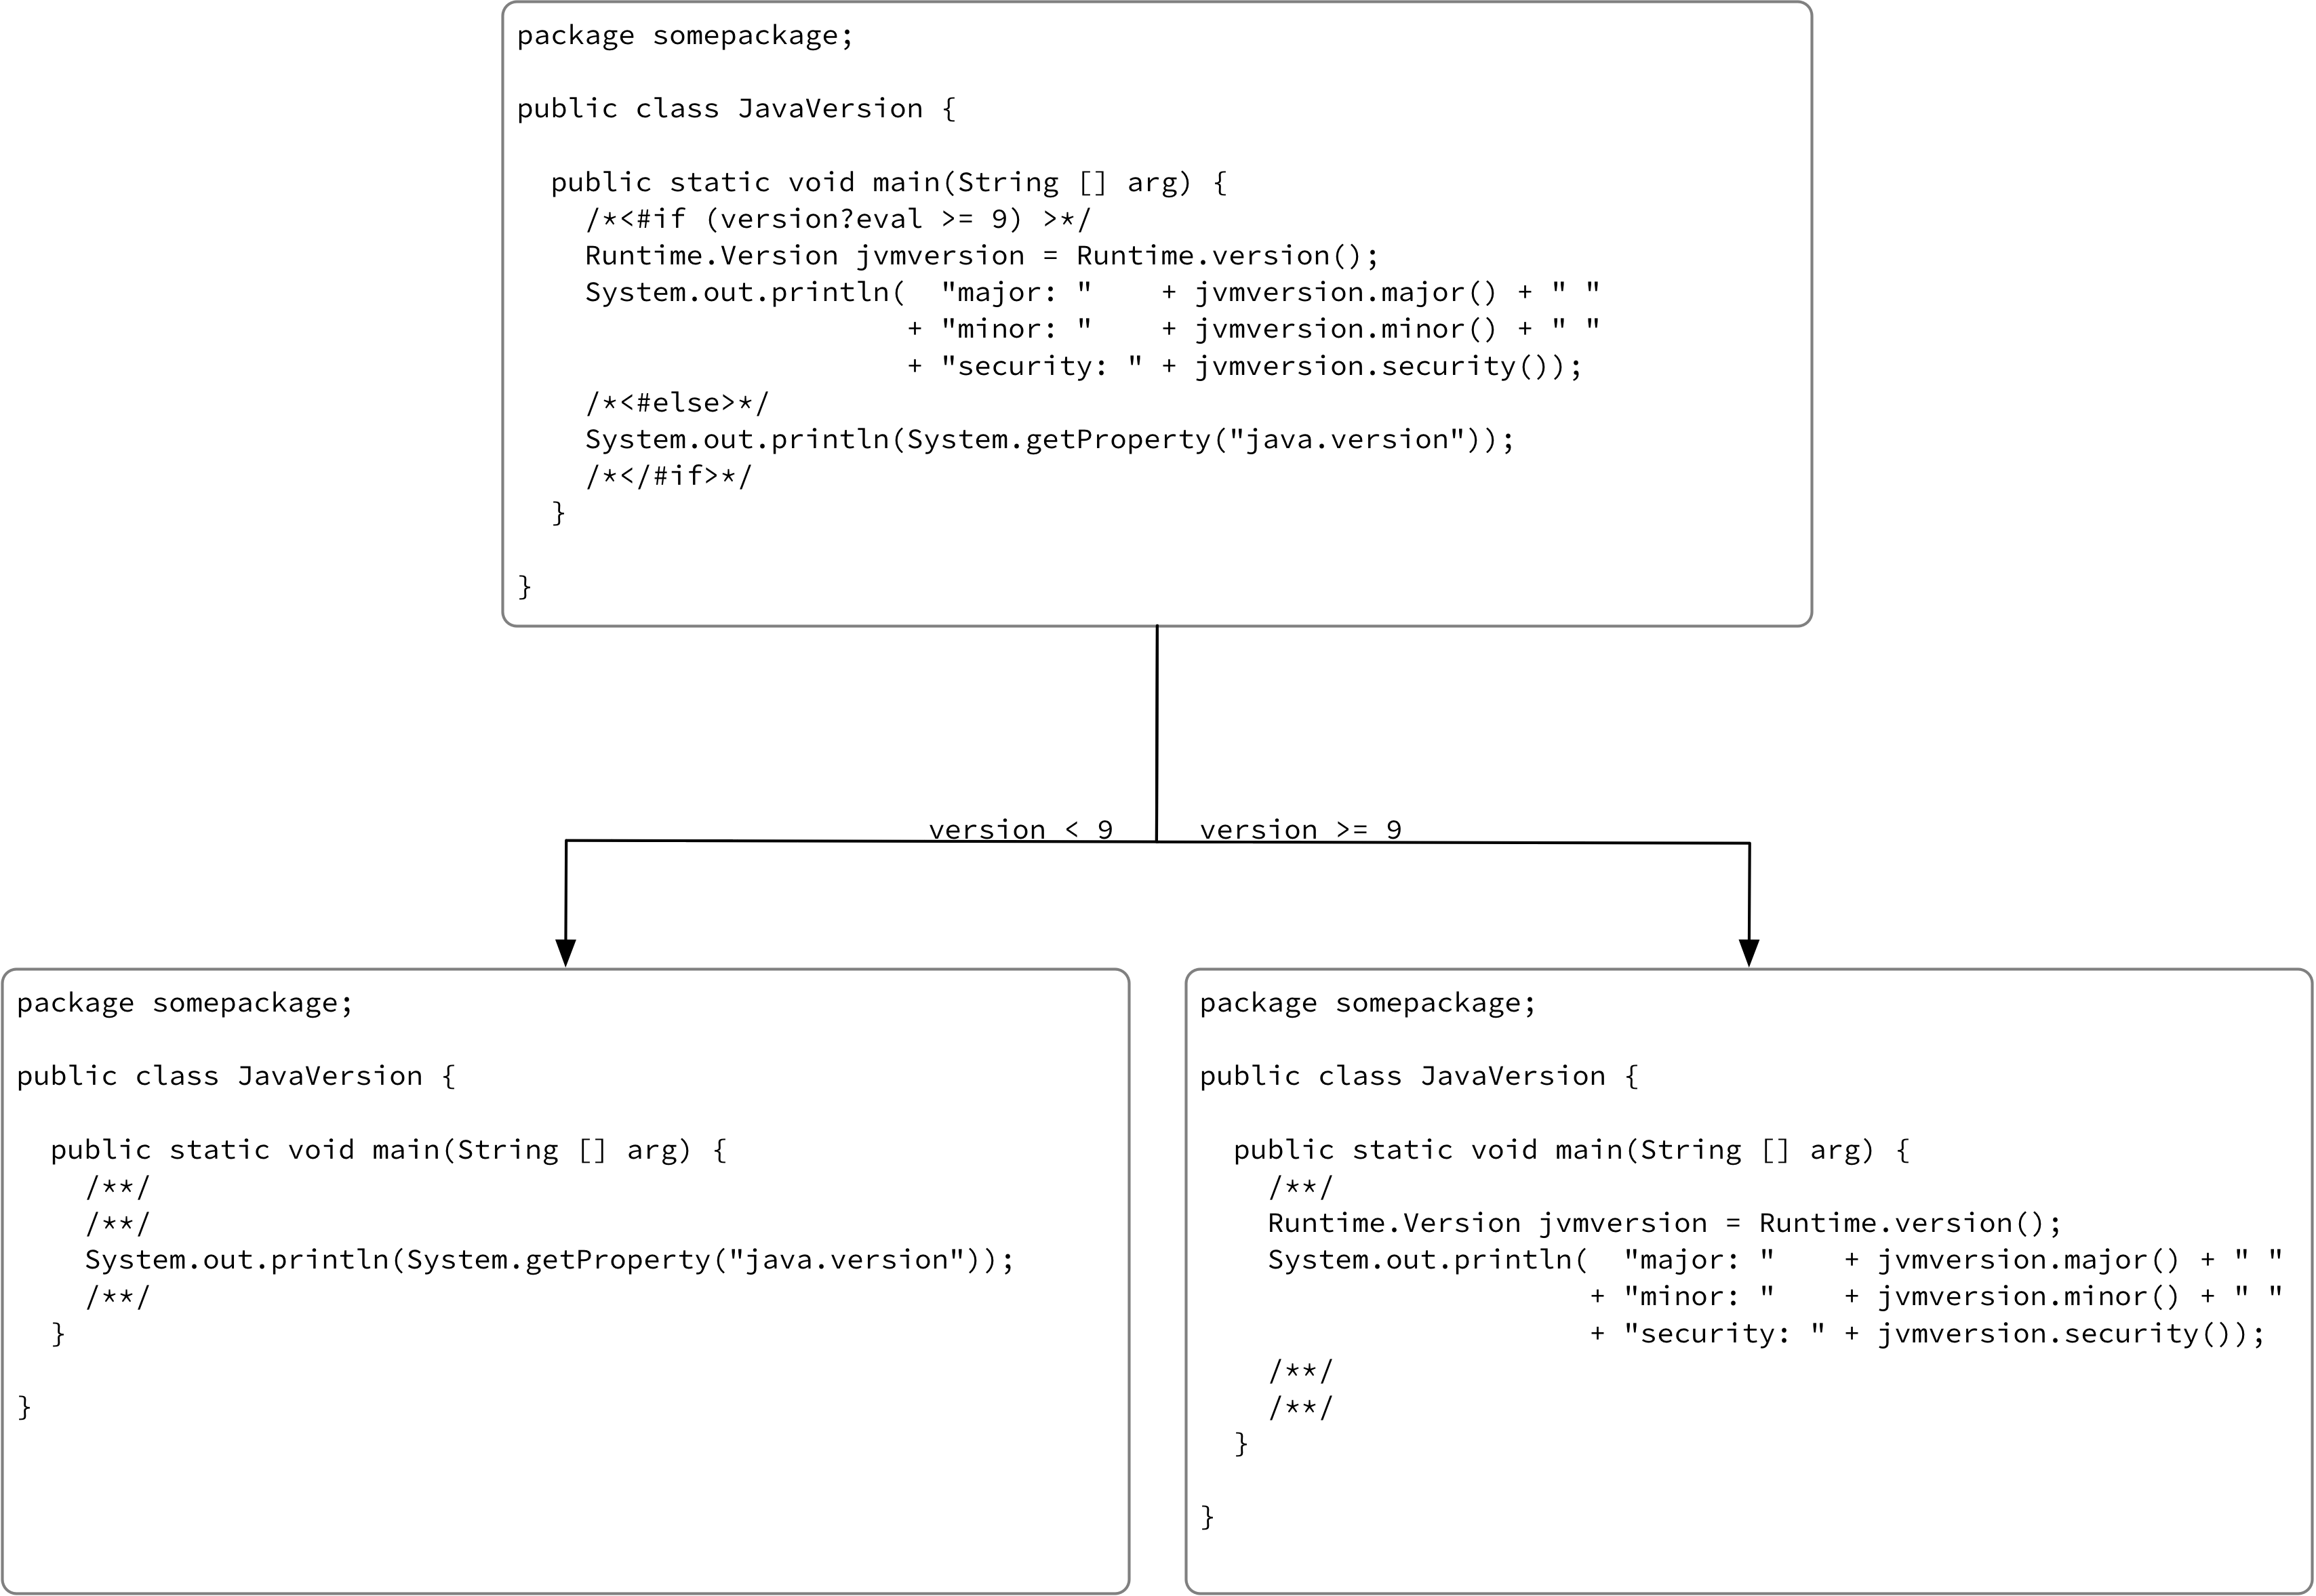 package somepackage;
public class JavaVersion {
  public static void main(String [] arg) {
    /*<#if (version?eval >= 9) >*/
    Runtime.Version jvmversion = Runtime.version();
    System.out.println(  "major: "    + jvmversion.major() + " "
                       + "minor: "    + jvmversion.minor() + " "
                       + "security: " + jvmversion.security());
    /*<#else>*/
    System.out.println(System.getProperty("java.version"));
    /*</#if>*/
  }
}
version < 9
version >= 9
package somepackage;
public class JavaVersion {
  public static void main(String [] arg) {
    /**/
    /**/
    System.out.println(System.getProperty("java.version"));
    /**/
  }
}
package somepackage;
public class JavaVersion {
  public static void main(String [] arg) {
    /**/
    Runtime.Version jvmversion = Runtime.version();
    System.out.println(  "major: "    + jvmversion.major() + " "
                       + "minor: "    + jvmversion.minor() + " "
                       + "security: " + jvmversion.security());
    /**/
    /**/
  }
}